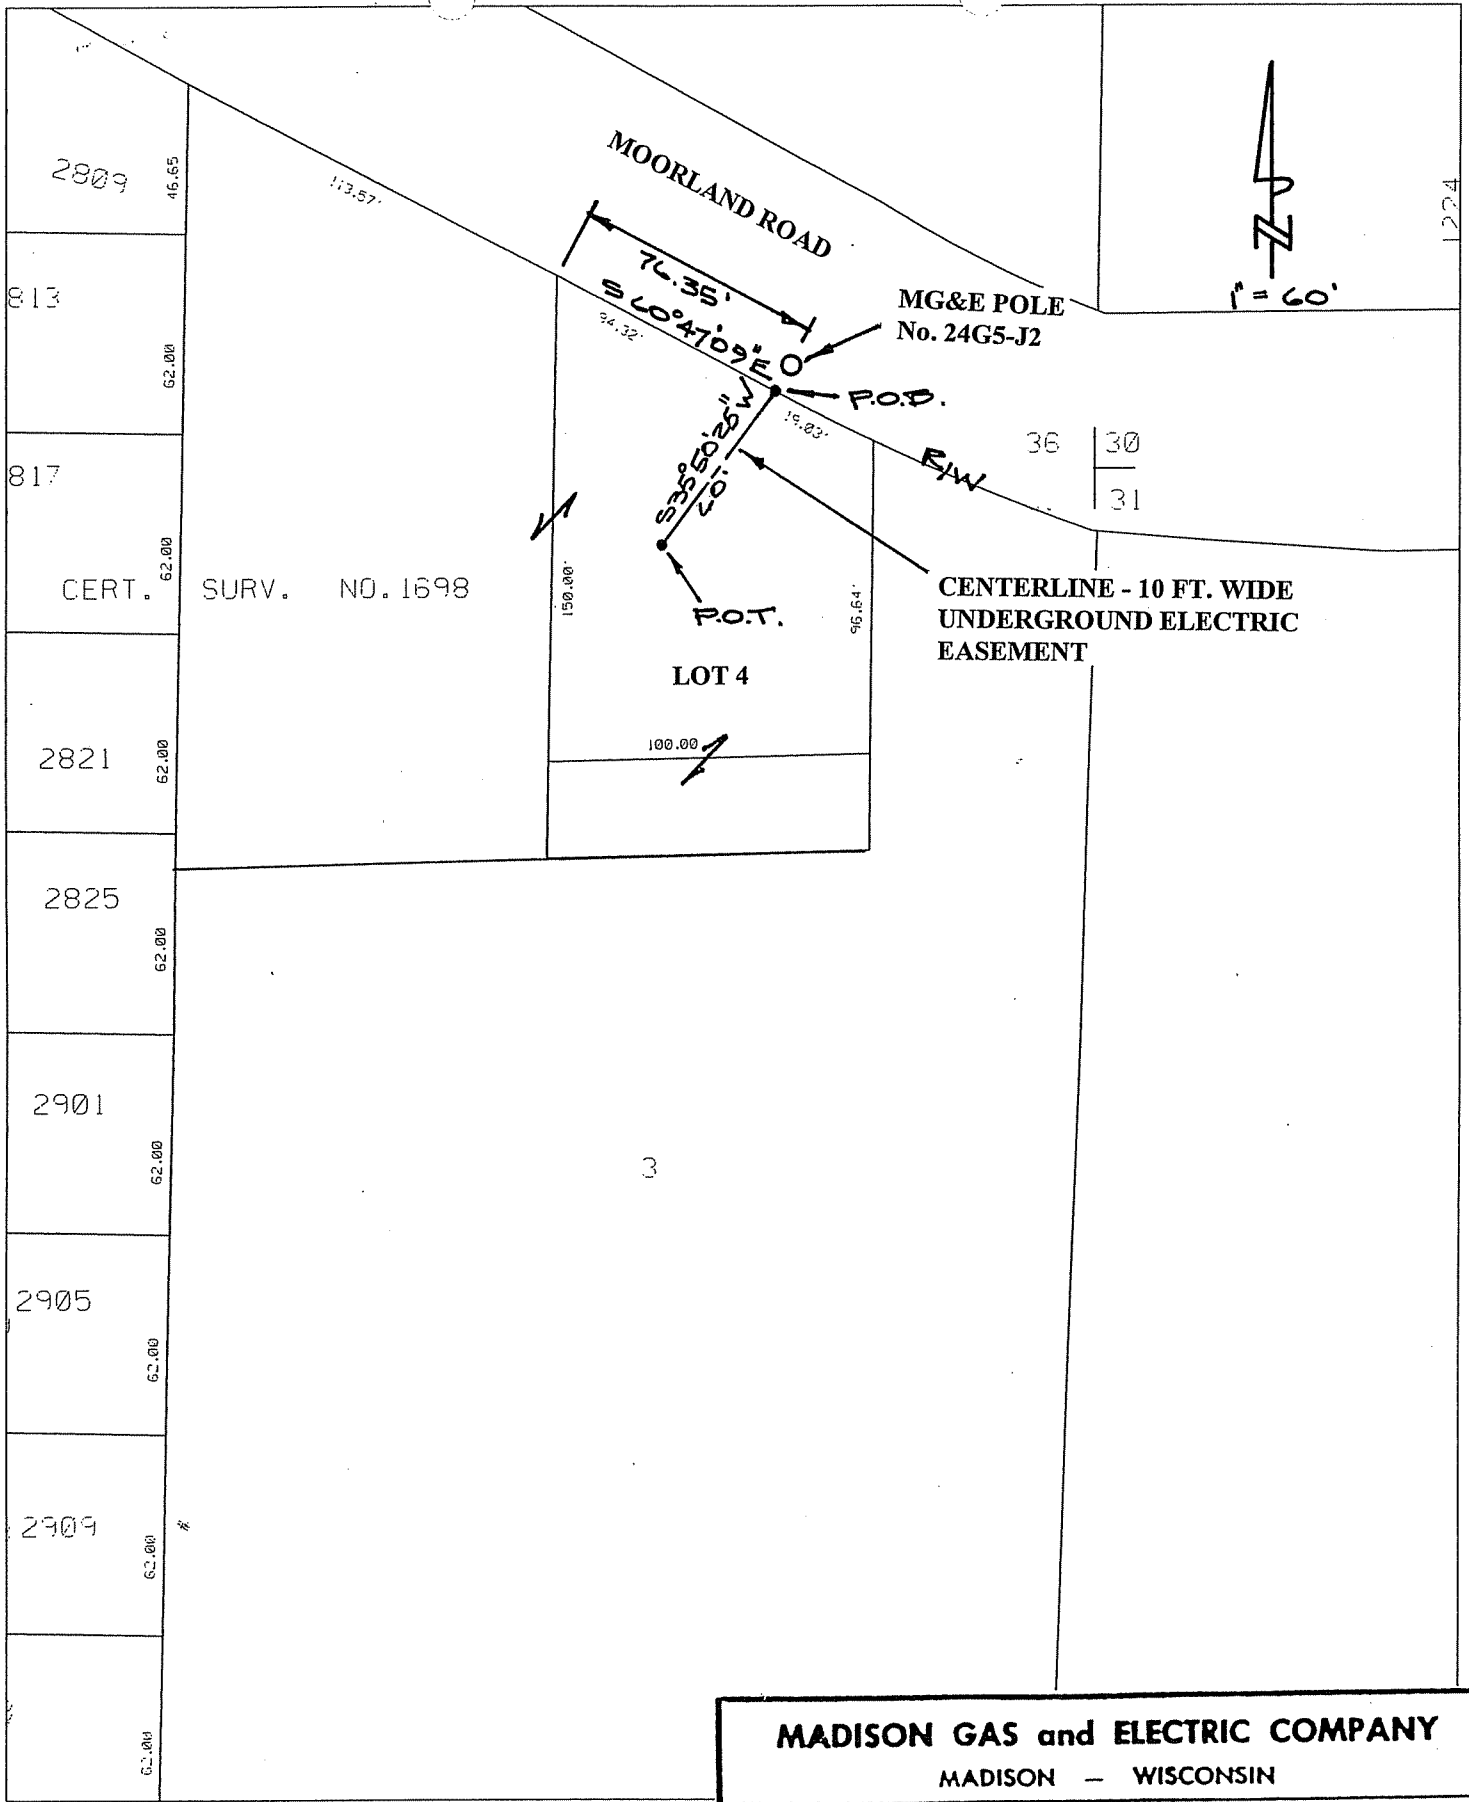 2809
46.65
113.57'
MOORLAND ROAD
76.35'
S 60°47'09" E
94.32'
1" = 60'
1224
813
62.00
MG&E POLE
No. 24G5-J2
P.O.B.
19.03'
S35°50'25"W
60'
R/W
36
30
31
817
62.00
CERT. SURV. NO. 1698
150.00'
96.64'
P.O.T.
CENTERLINE - 10 FT. WIDE
UNDERGROUND ELECTRIC
EASEMENT
LOT 4
100.00
2821
62.00
2825
62.00
2901
62.00
3
2905
62.00
2909
62.00
62.00
MADISON GAS and ELECTRIC COMPANY
MADISON – WISCONSIN